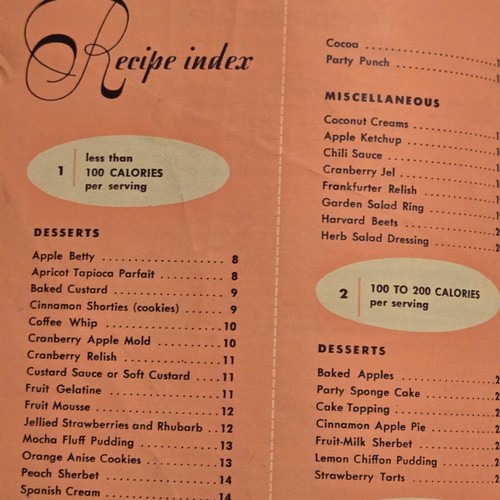 Recipe index
1
less than
100 CALORIES
per serving
DESSERTS
Apple Betty ........................ 8
Apricot Tapioca Parfait ............ 8
Baked Custard ...................... 9
Cinnamon Shorties (cookies) ........ 9
Coffee Whip ........................ 10
Cranberry Apple Mold ............... 10
Cranberry Relish ................... 11
Custard Sauce or Soft Custard .... 11
Fruit Gelatine ..................... 11
Fruit Mousse ....................... 12
Jellied Strawberries and Rhubarb .. 12
Mocha Fluff Pudding ................ 13
Orange Anise Cookies ............... 13
Peach Sherbet ...................... 14
Spanish Cream ...................... 14
Cocoa ..............................
Party Punch ........................
MISCELLANEOUS
Coconut Creams .....................
Apple Ketchup ......................
Chili Sauce ........................
Cranberry Jel ......................
Frankfurter Relish .................
Garden Salad Ring ..................
Harvard Beets ......................
Herb Salad Dressing ................
2
100 TO 200 CALORIES
per serving
DESSERTS
Baked Apples .......................
Party Sponge Cake ..................
Cake Topping .......................
Cinnamon Apple Pie .................
Fruit-Milk Sherbet .................
Lemon Chiffon Pudding ..............
Strawberry Tarts ...................